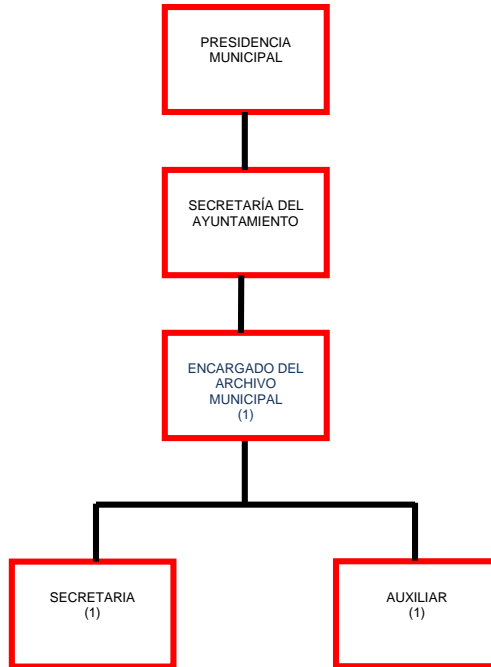 PRESIDENCIA
MUNICIPAL
SECRETARÍA DEL
AYUNTAMIENTO
ENCARGADO DEL
ARCHIVO
MUNICIPAL
(1)
SECRETARIA
(1)
AUXILIAR
(1)